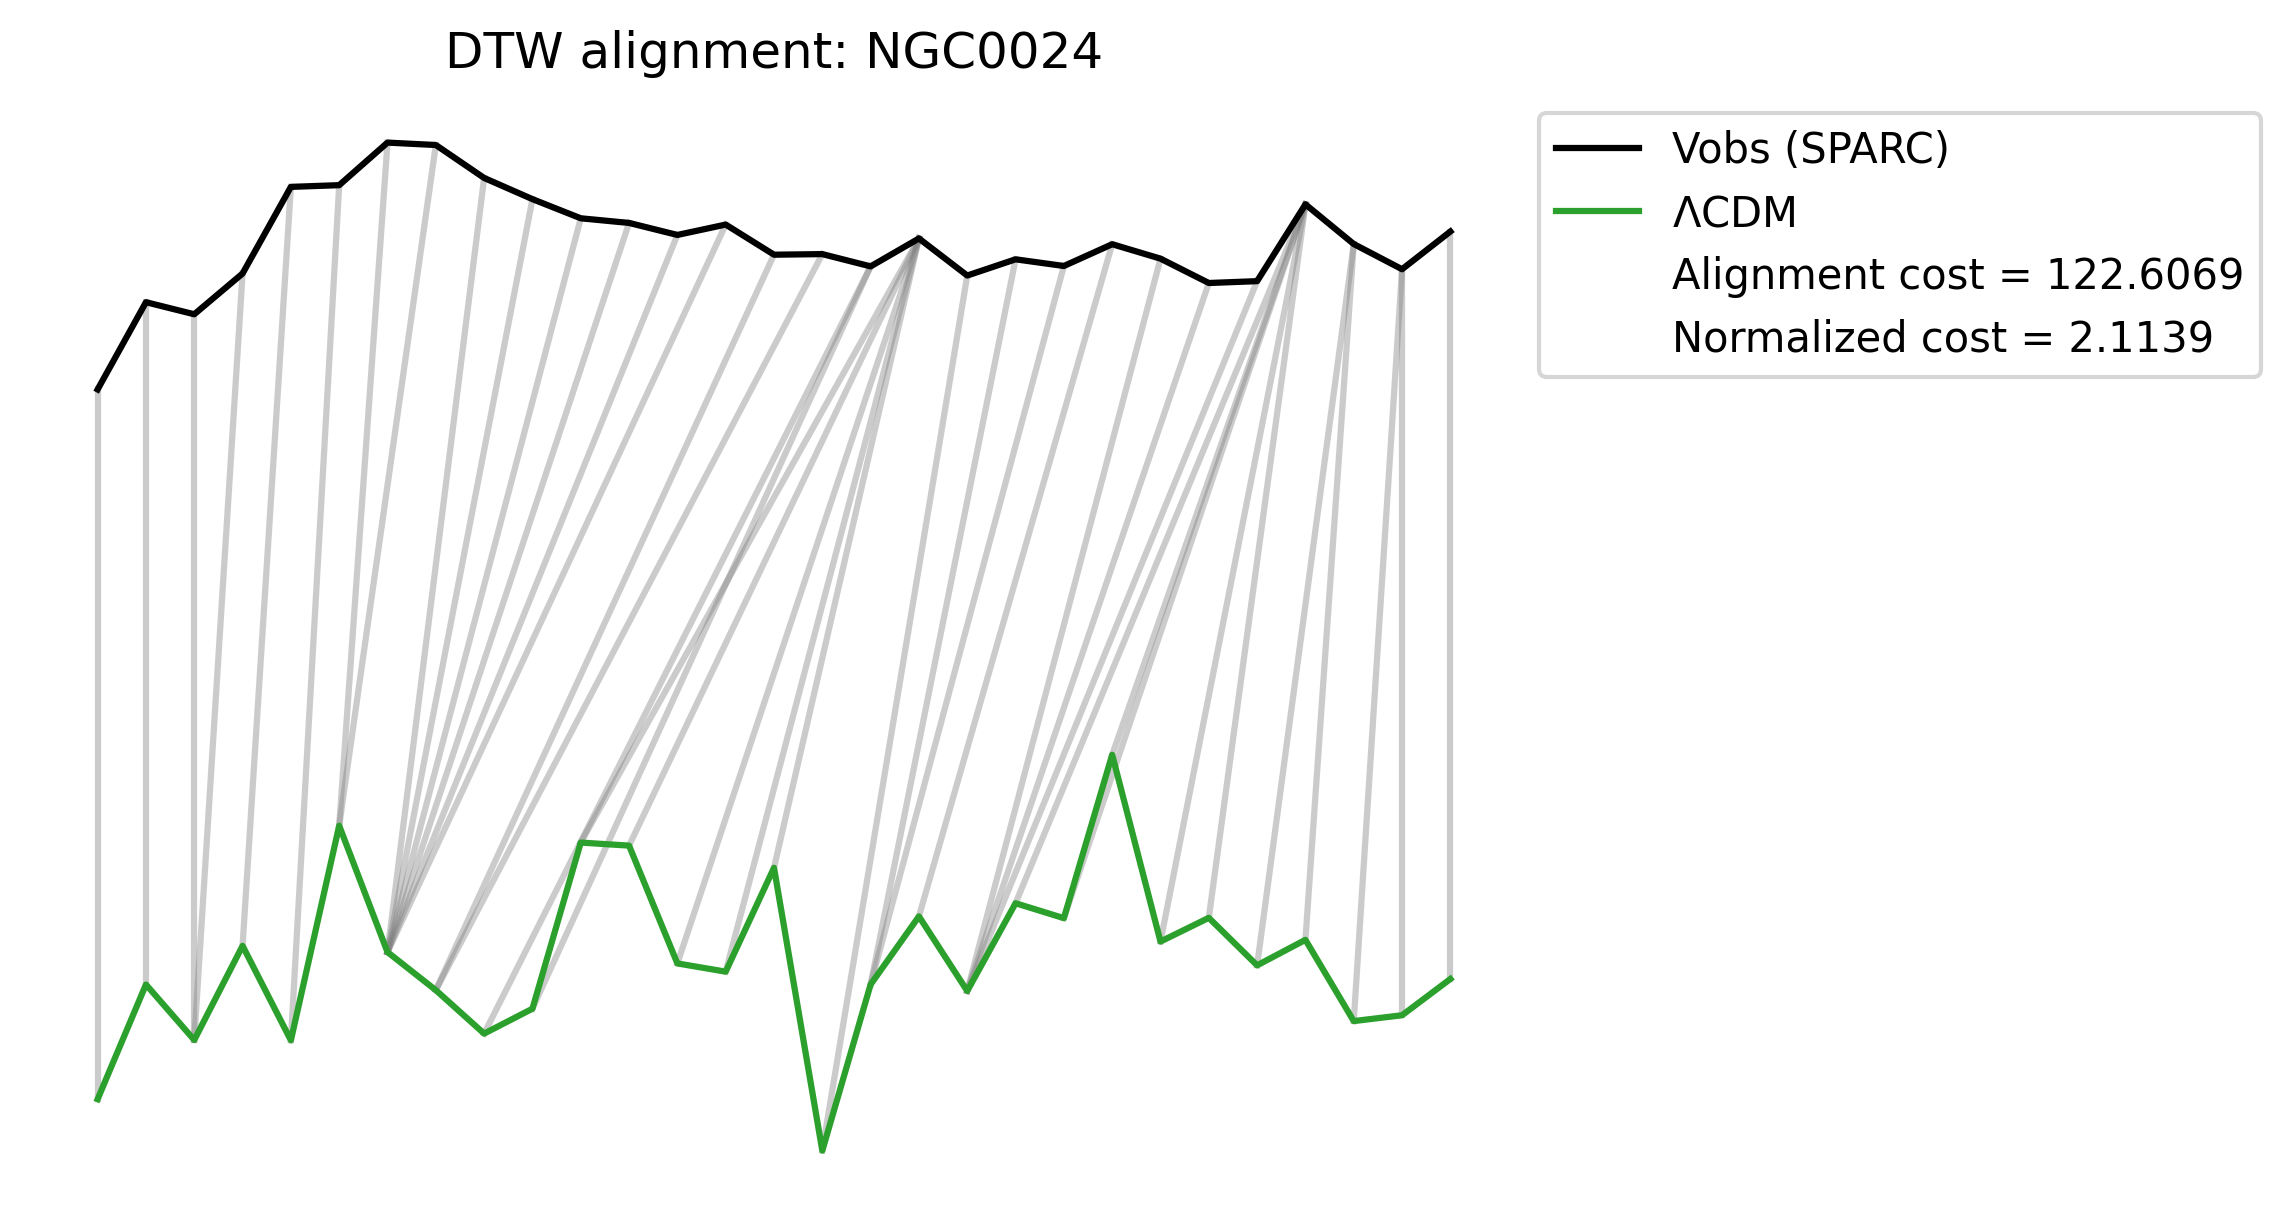 DTW alignment: NGC0024
Vobs (SPARC)
ΛCDM
Alignment cost = 122.6069
Normalized cost = 2.1139